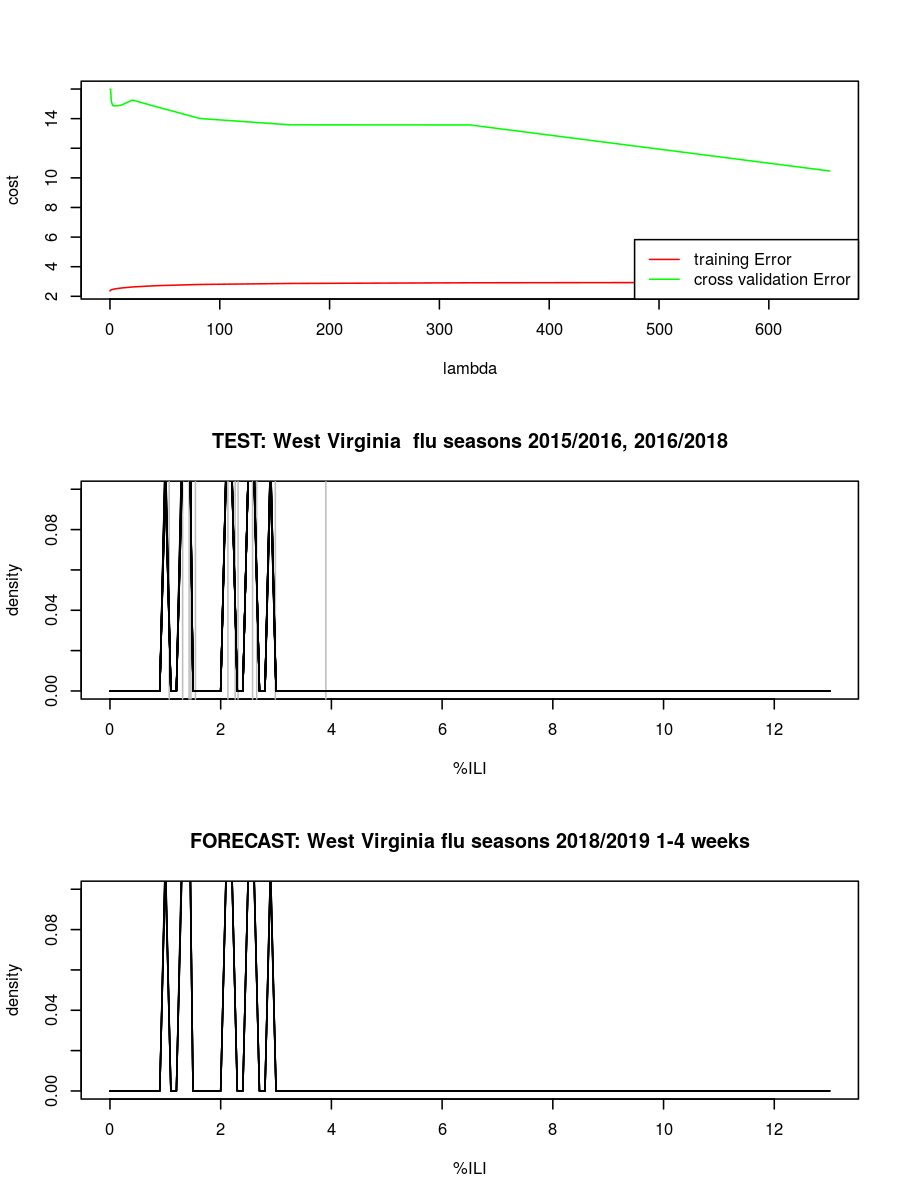 cost
14
10
8
6
4
2
training Error
cross validation Error
0 100 200 300 400 500 600
lambda
TEST: West Virginia  flu seasons 2015/2016, 2016/2018
density
0.08
0.04
0.00
0 2 4 6 8 10 12
%ILI
FORECAST: West Virginia flu seasons 2018/2019 1-4 weeks
density
0.08
0.04
0.00
0 2 4 6 8 10 12
%ILI